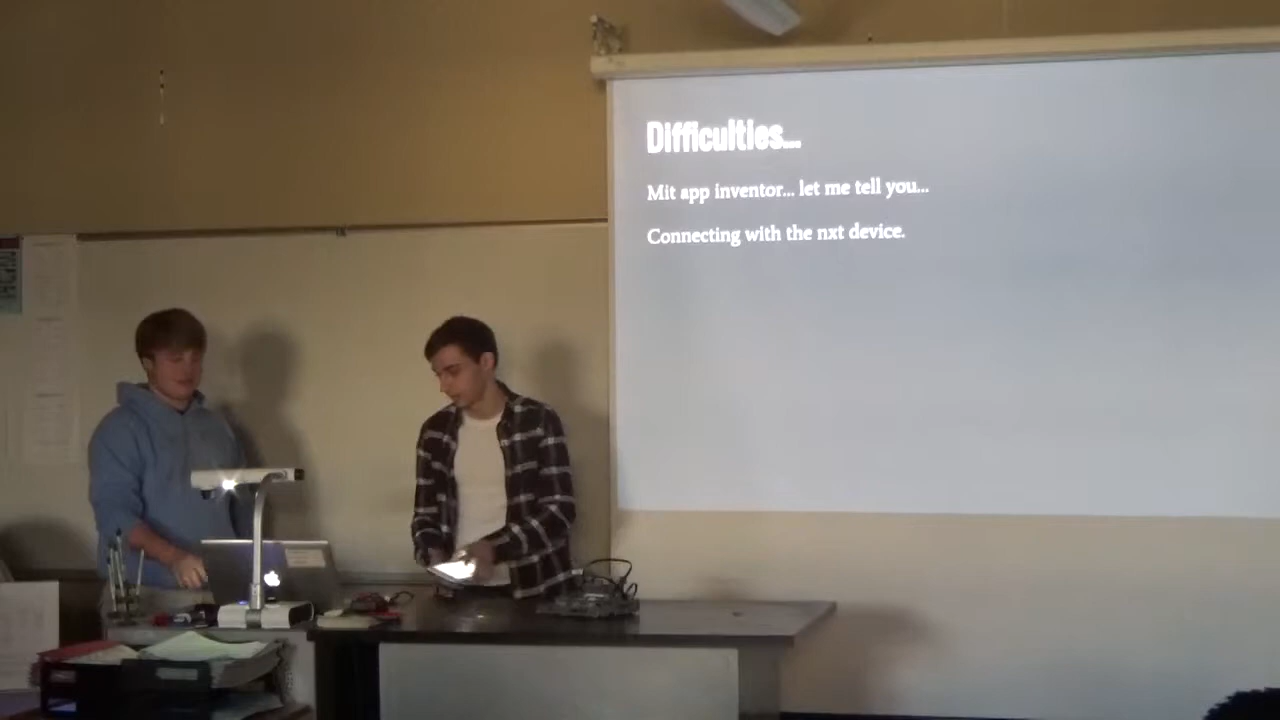 Difficulties...
Mit app inventor... let me tell you...
Connecting with the nxt device.